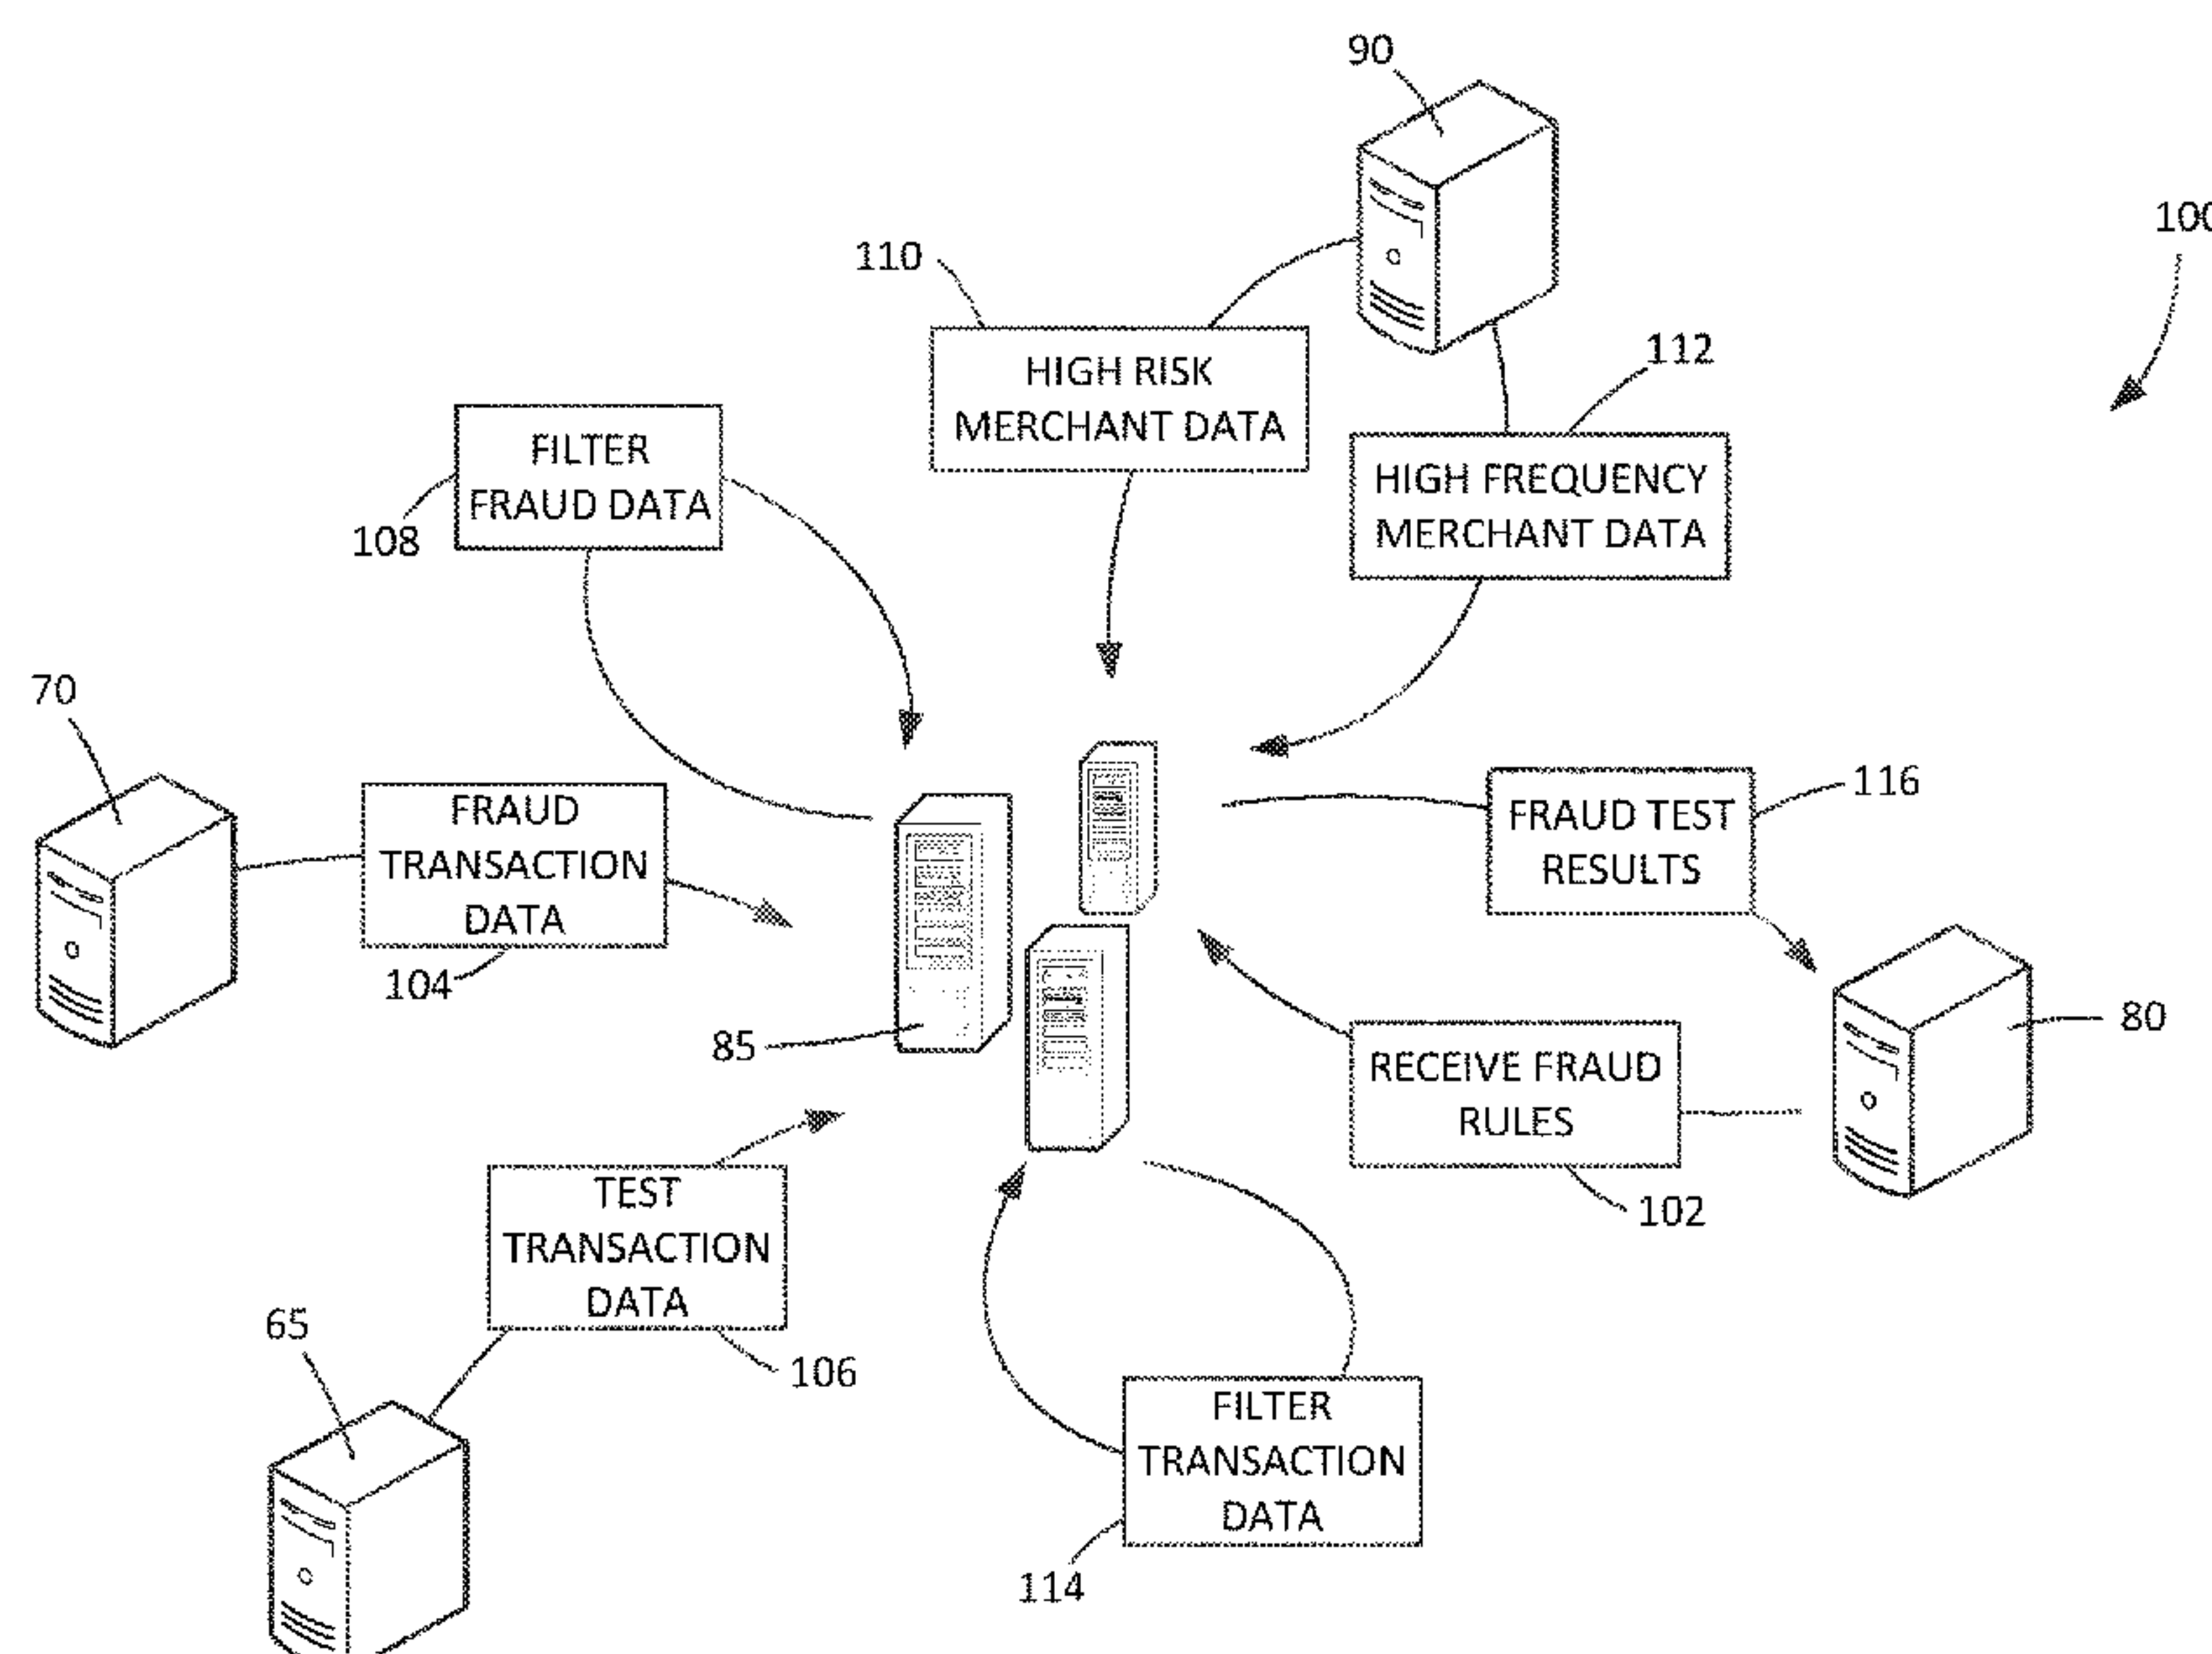 90
100
110
HIGH RISK
MERCHANT DATA
112
HIGH FREQUENCY
MERCHANT DATA
FILTER
FRAUD DATA
108
70
FRAUD
TRANSACTION
DATA
104
85
FRAUD TEST
RESULTS
116
RECEIVE FRAUD
RULES
80
102
TEST
TRANSACTION
DATA
106
65
FILTER
TRANSACTION
DATA
114